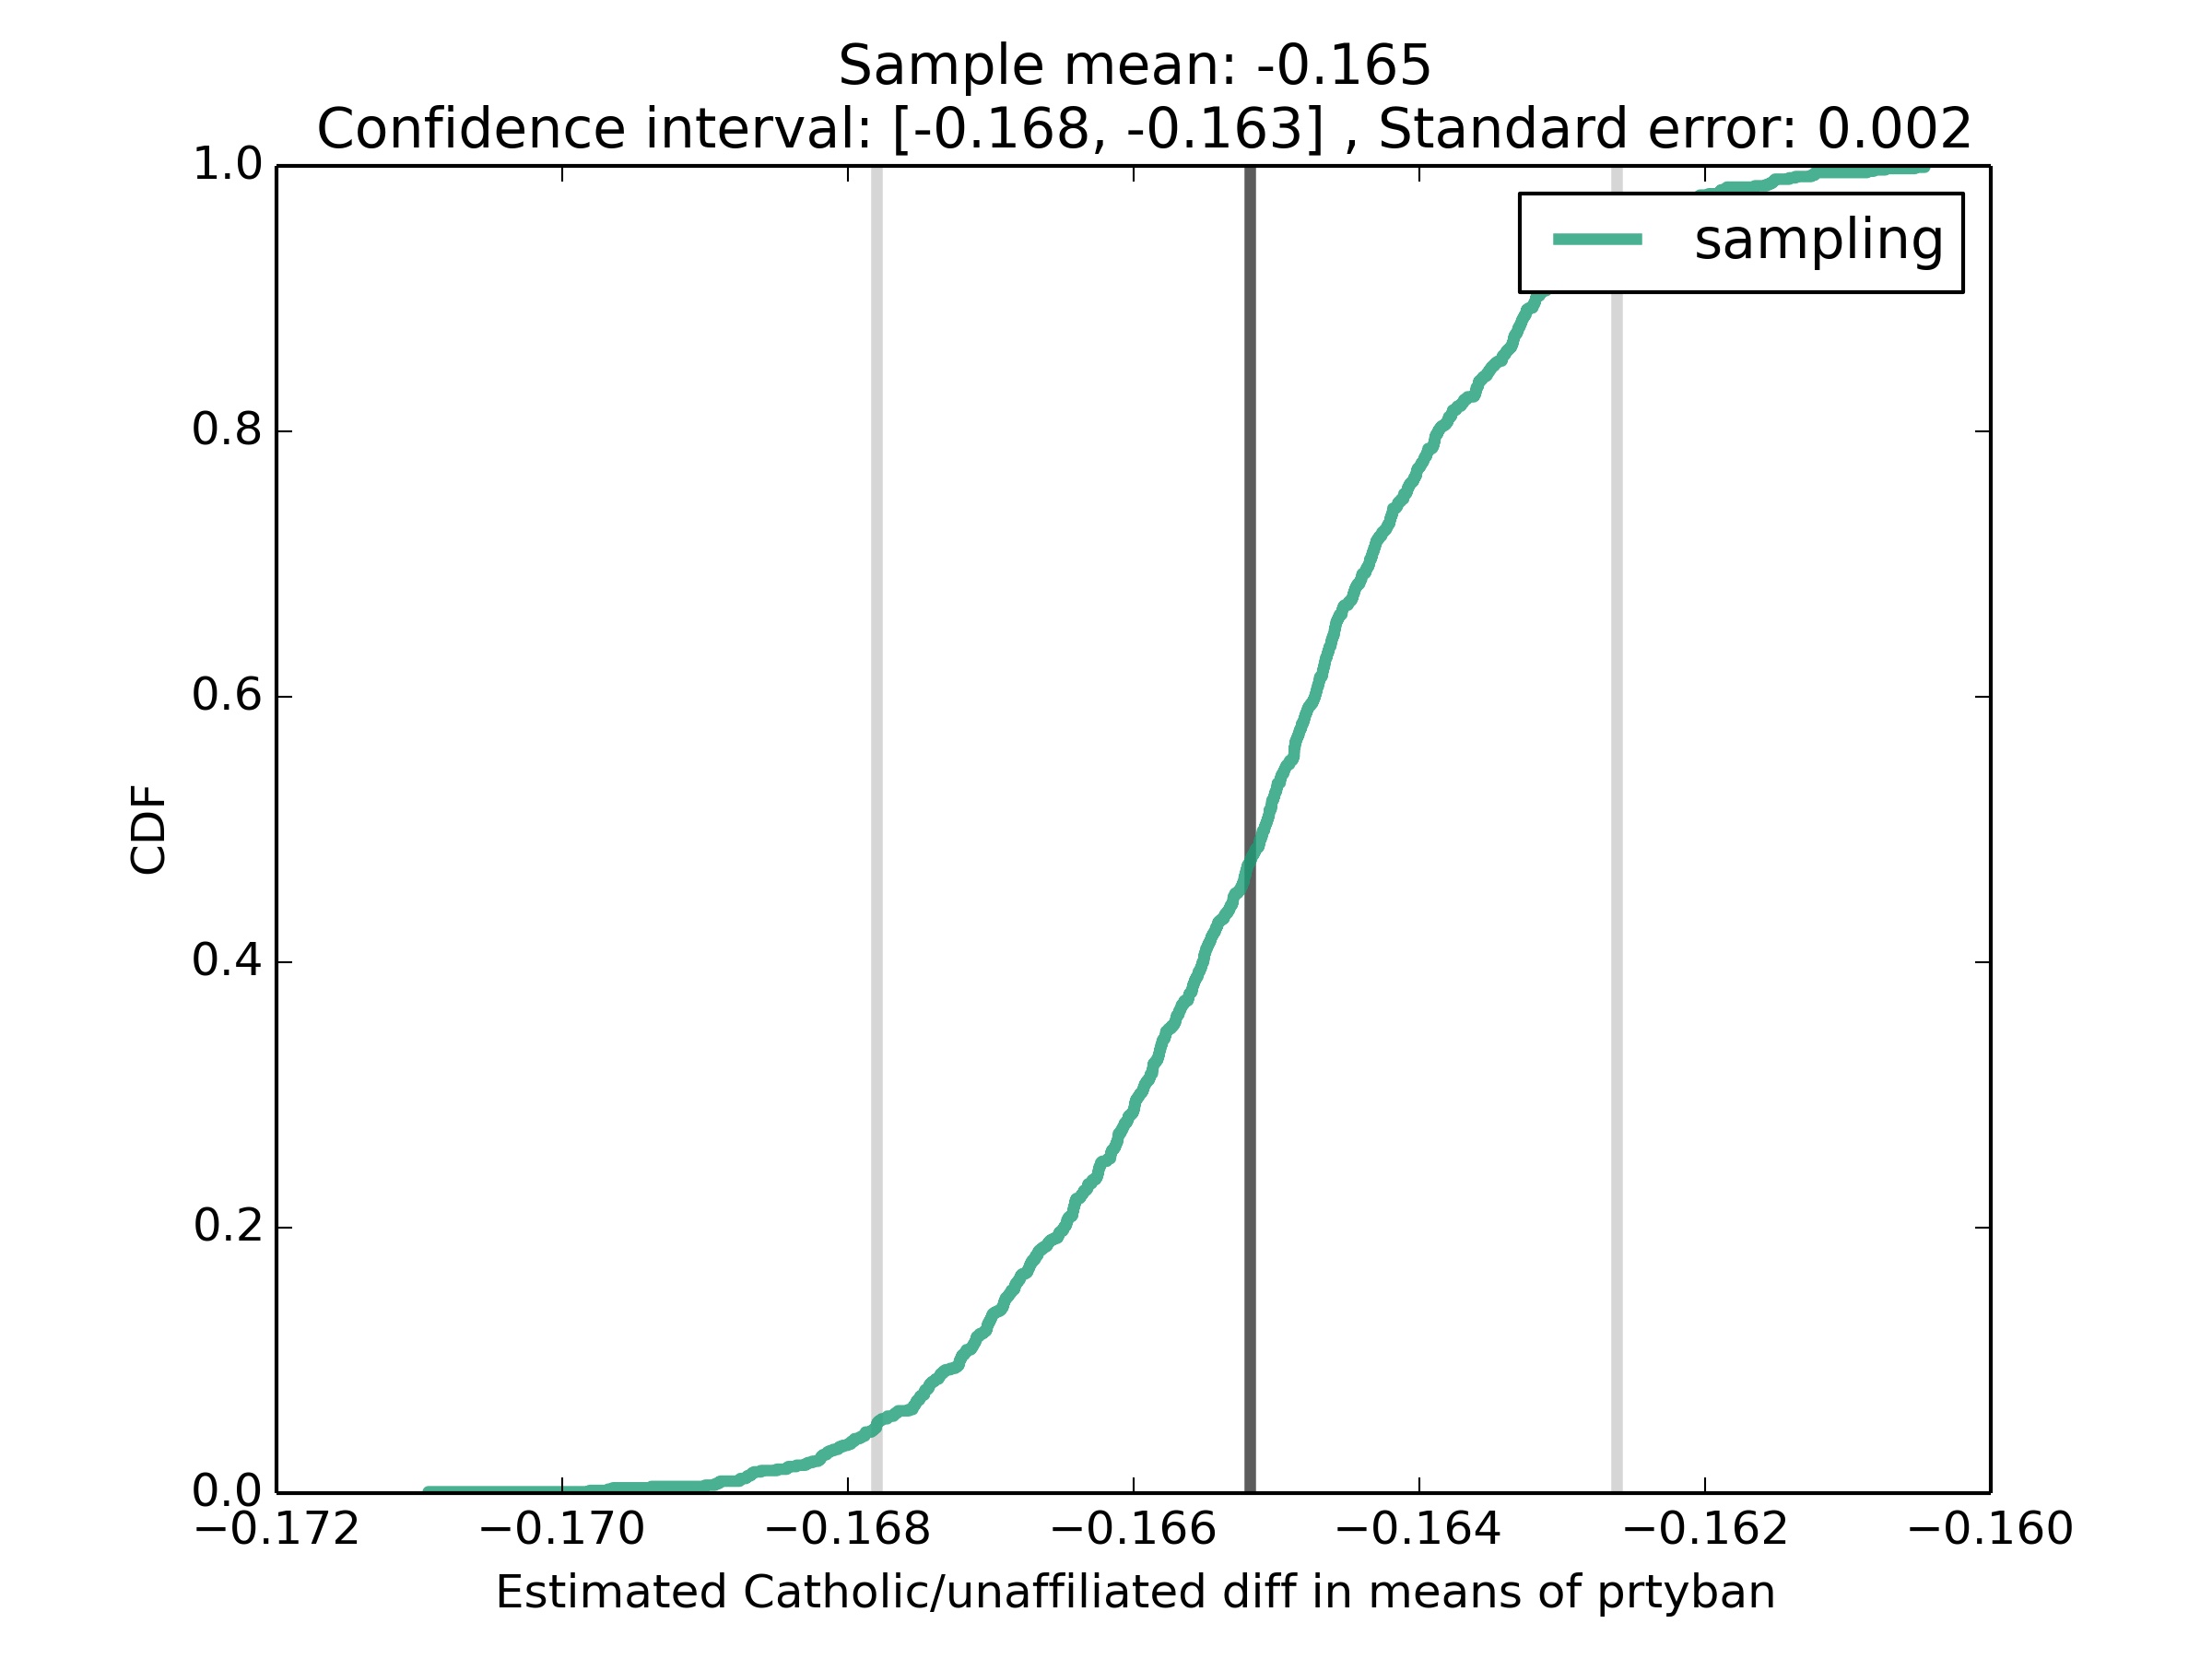 Sample mean: -0.165
Confidence interval: [-0.168, -0.163] , Standard error: 0.002
1.0
sampling
0.8
0.6
CDF
0.4
0.2
0.0
−0.172 −0.170 −0.168 −0.166 −0.164 −0.162 −0.160
Estimated Catholic/unaffiliated diff in means of prtyban